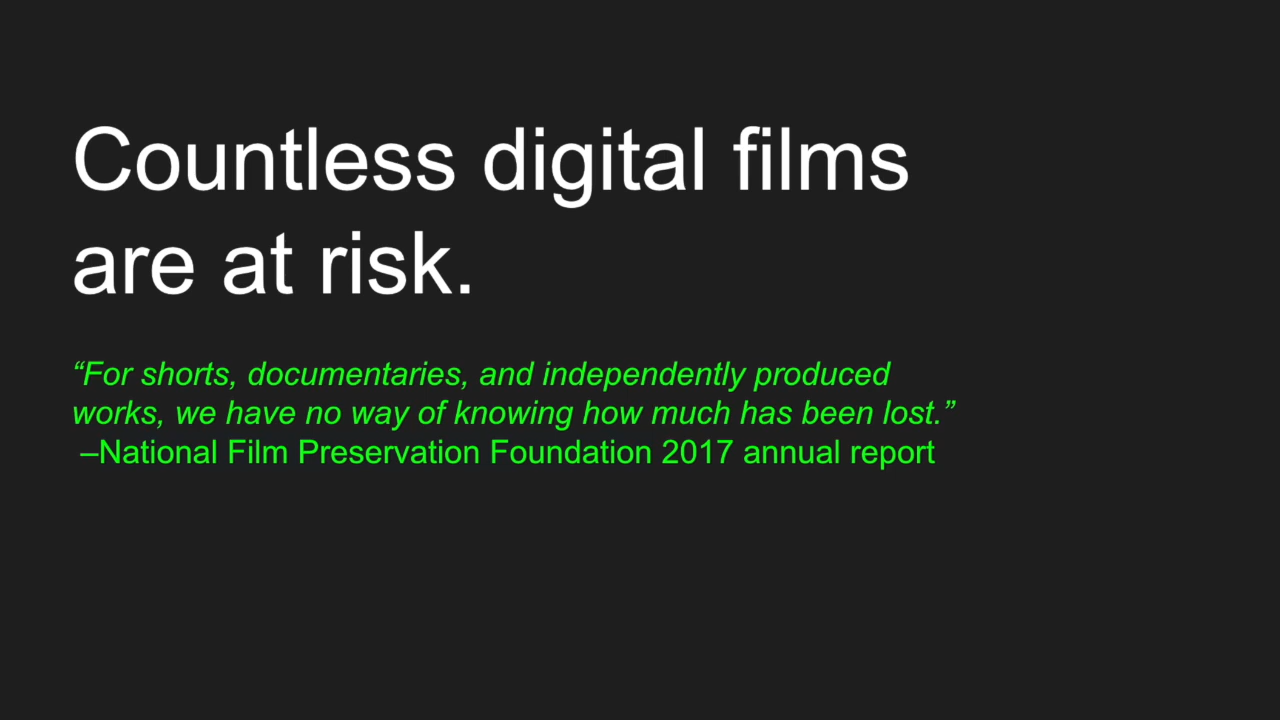 Countless digital films
are at risk.
“For shorts, documentaries, and independently produced
works, we have no way of knowing how much has been lost.”
–National Film Preservation Foundation 2017 annual report